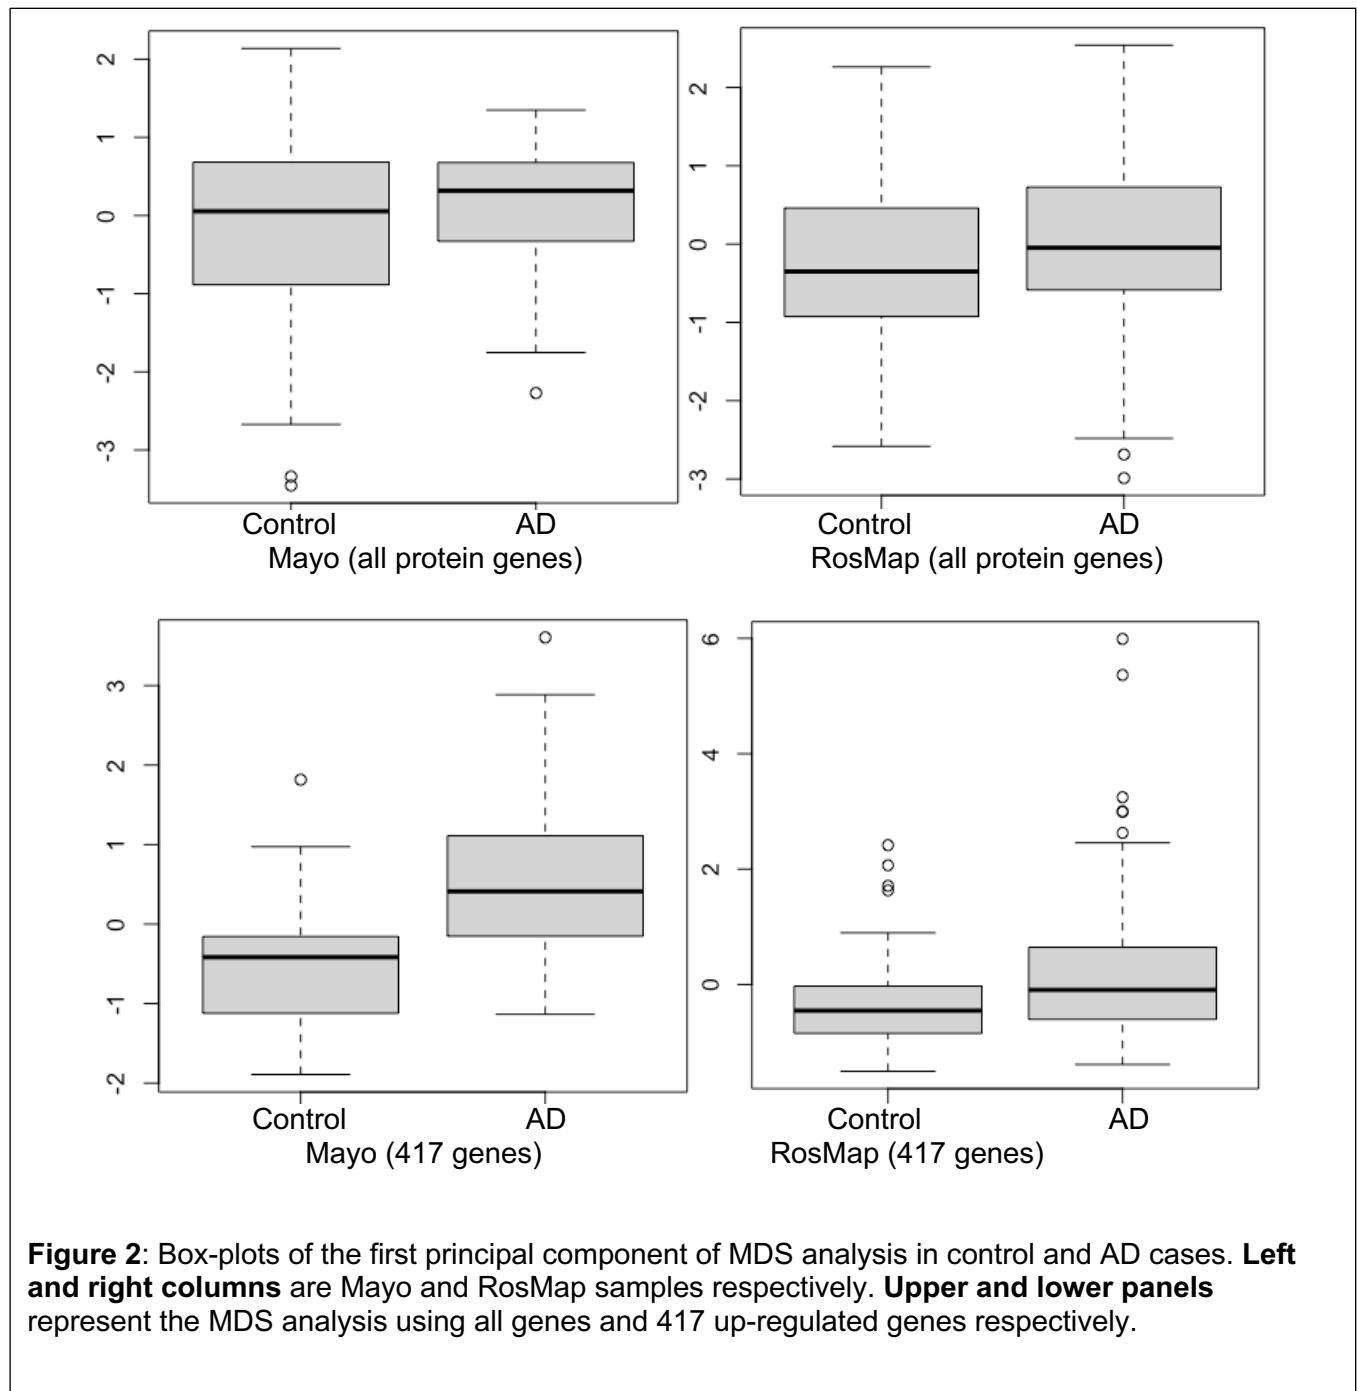 2
1
0
-1
-2
-3
Control AD
Mayo (all protein genes)
2
1
0
-1
-2
-3
Control AD
RosMap (all protein genes)
3
2
1
0
-1
-2
Control AD
Mayo (417 genes)
6
4
2
0
Control AD
RosMap (417 genes)
Figure 2: Box-plots of the first principal component of MDS analysis in control and AD cases. Left
and right columns are Mayo and RosMap samples respectively. Upper and lower panels
represent the MDS analysis using all genes and 417 up-regulated genes respectively.